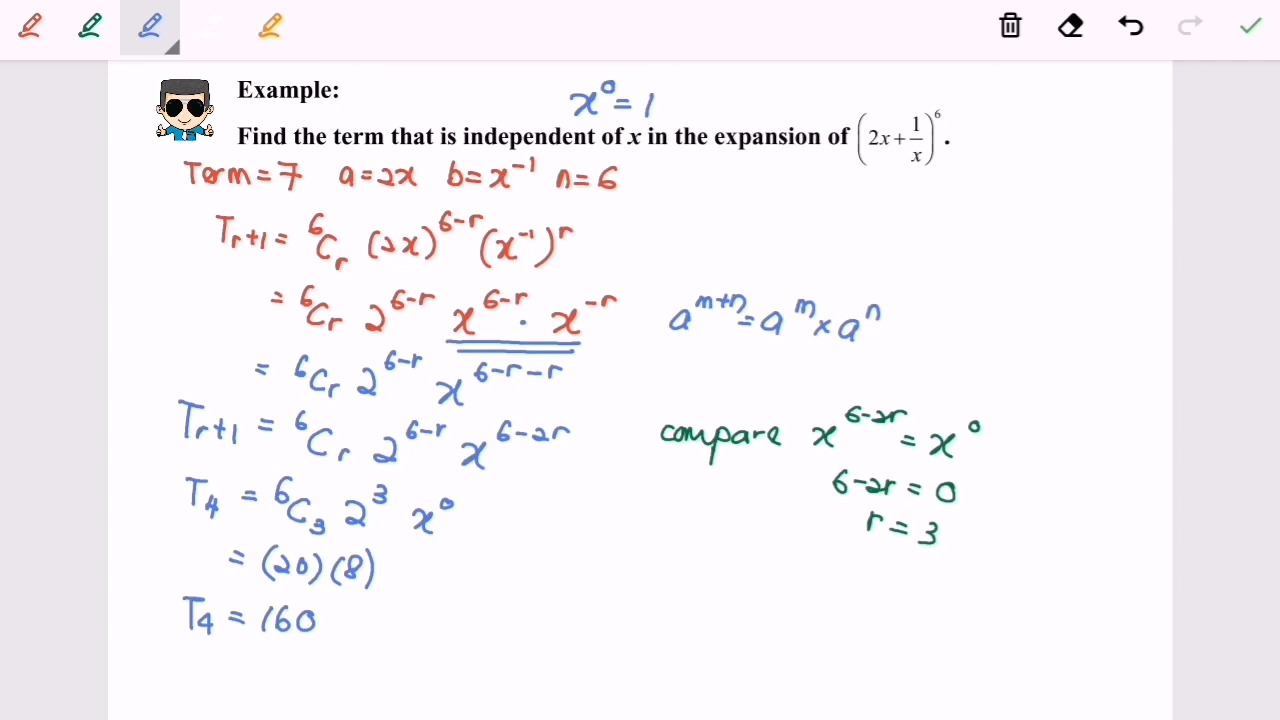 Example:
x⁰ = 1
Find the term that is independent of x in the expansion of (2x + 1/x)⁶.
Term = 7 a = 2x b = x⁻¹ n = 6
Tᵣ₊₁ = ⁶Cᵣ (2x)⁶⁻ʳ (x⁻¹)ʳ
= ⁶Cᵣ 2⁶⁻ʳ x⁶⁻ʳ · x⁻ʳ
aᵐ⁺ⁿ = aᵐ × aⁿ
= ⁶Cᵣ 2⁶⁻ʳ x⁶⁻ʳ⁻ʳ
Tᵣ₊₁ = ⁶Cᵣ 2⁶⁻ʳ x⁶⁻²ʳ
compare x⁶⁻²ʳ = x⁰
6-2r = 0
r = 3
T₄ = ⁶C₃ 2³ x⁰
= (20)(8)
T₄ = 160